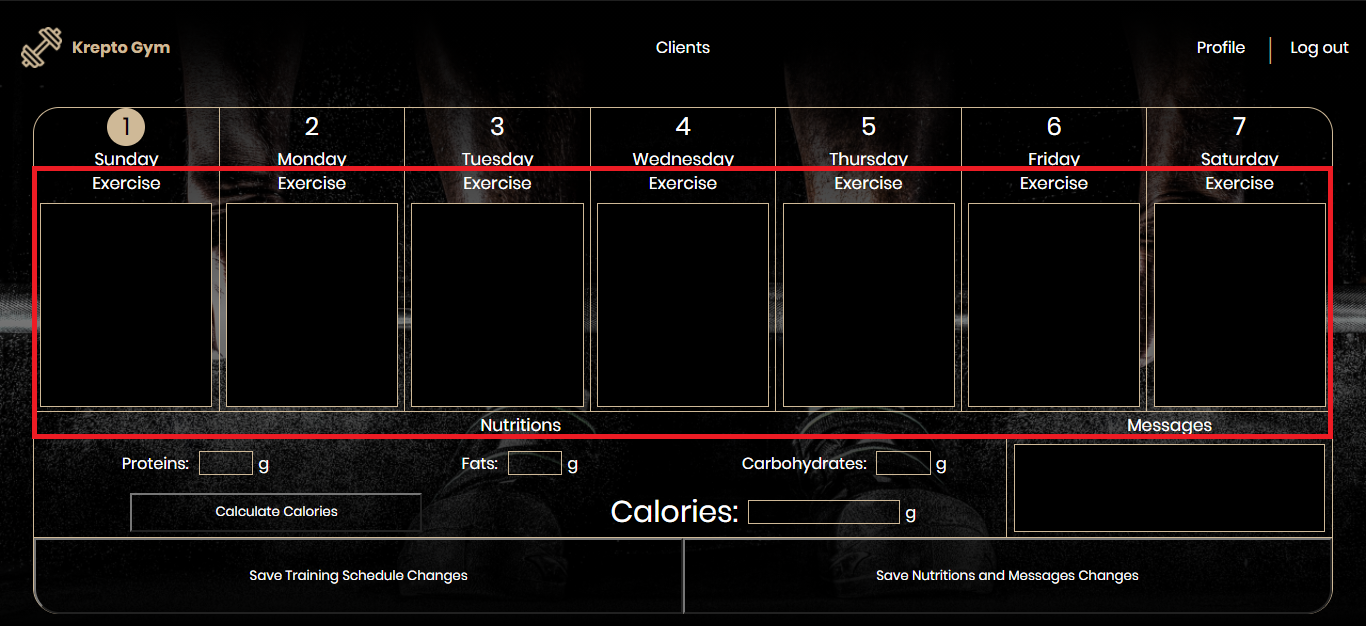 Krepto Gym Clients Profile Log out
1 2 3 4 5 6 7
Sunday Monday Tuesday Wednesday Thursday Friday Saturday
Exercise Exercise Exercise Exercise Exercise Exercise Exercise
Nutritions Messages
Proteins: g Fats: g Carbohydrates: g
Calculate Calories Calories: g
Save Training Schedule Changes Save Nutritions and Messages Changes